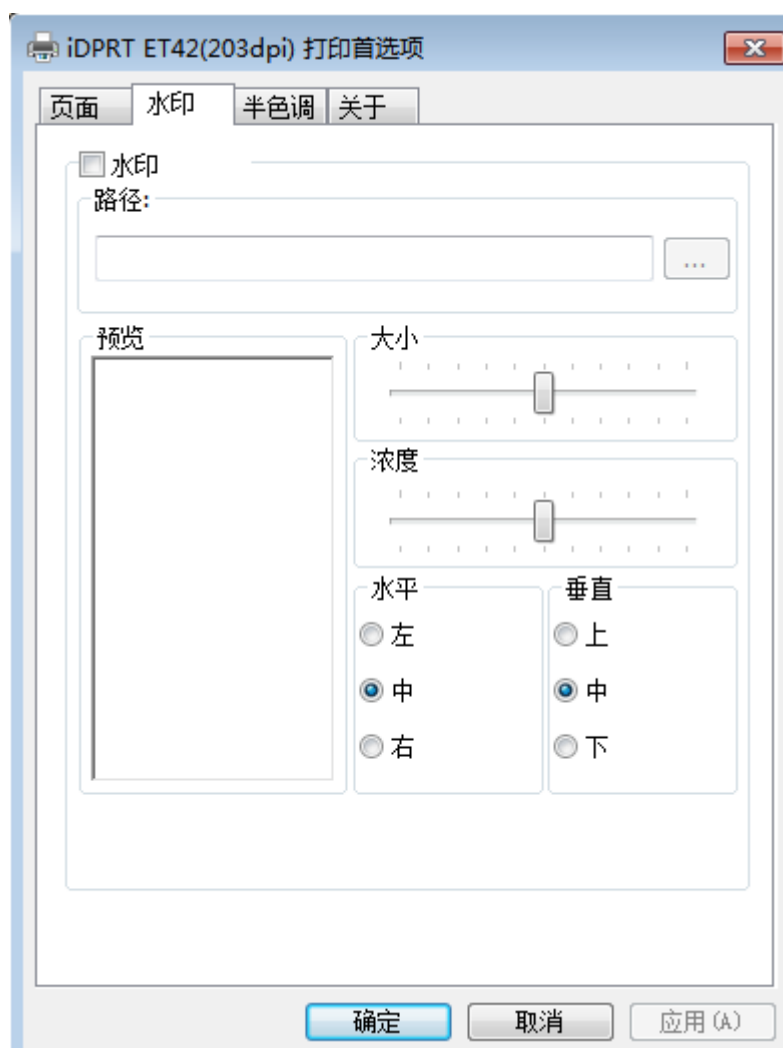 iDPRT ET42(203dpi) 打印首选项
页面 水印 半色调 关于
水印
路径:
...
预览 大小
浓度
水平 垂直
左 上
中 中
右 下
确定 取消 应用(A)